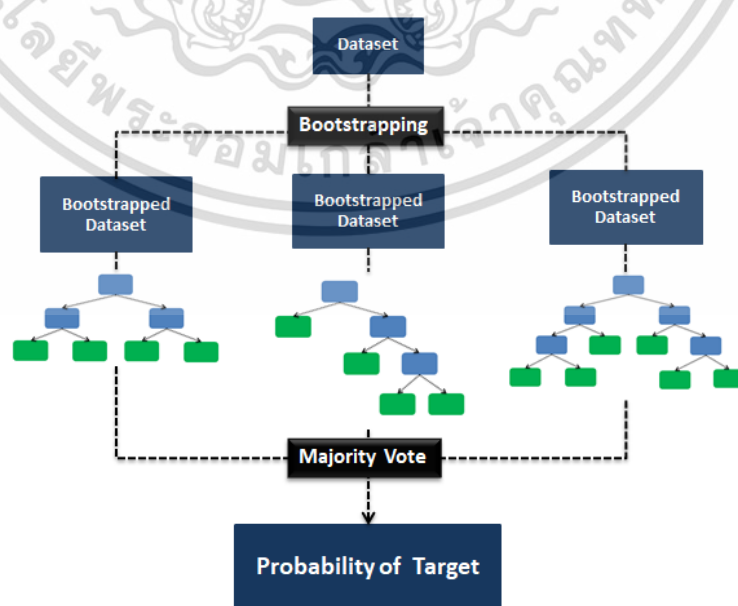 Dataset
Bootstrapping
Bootstrapped
Dataset
Bootstrapped
Dataset
Bootstrapped
Dataset
Majority Vote
Probability of Target